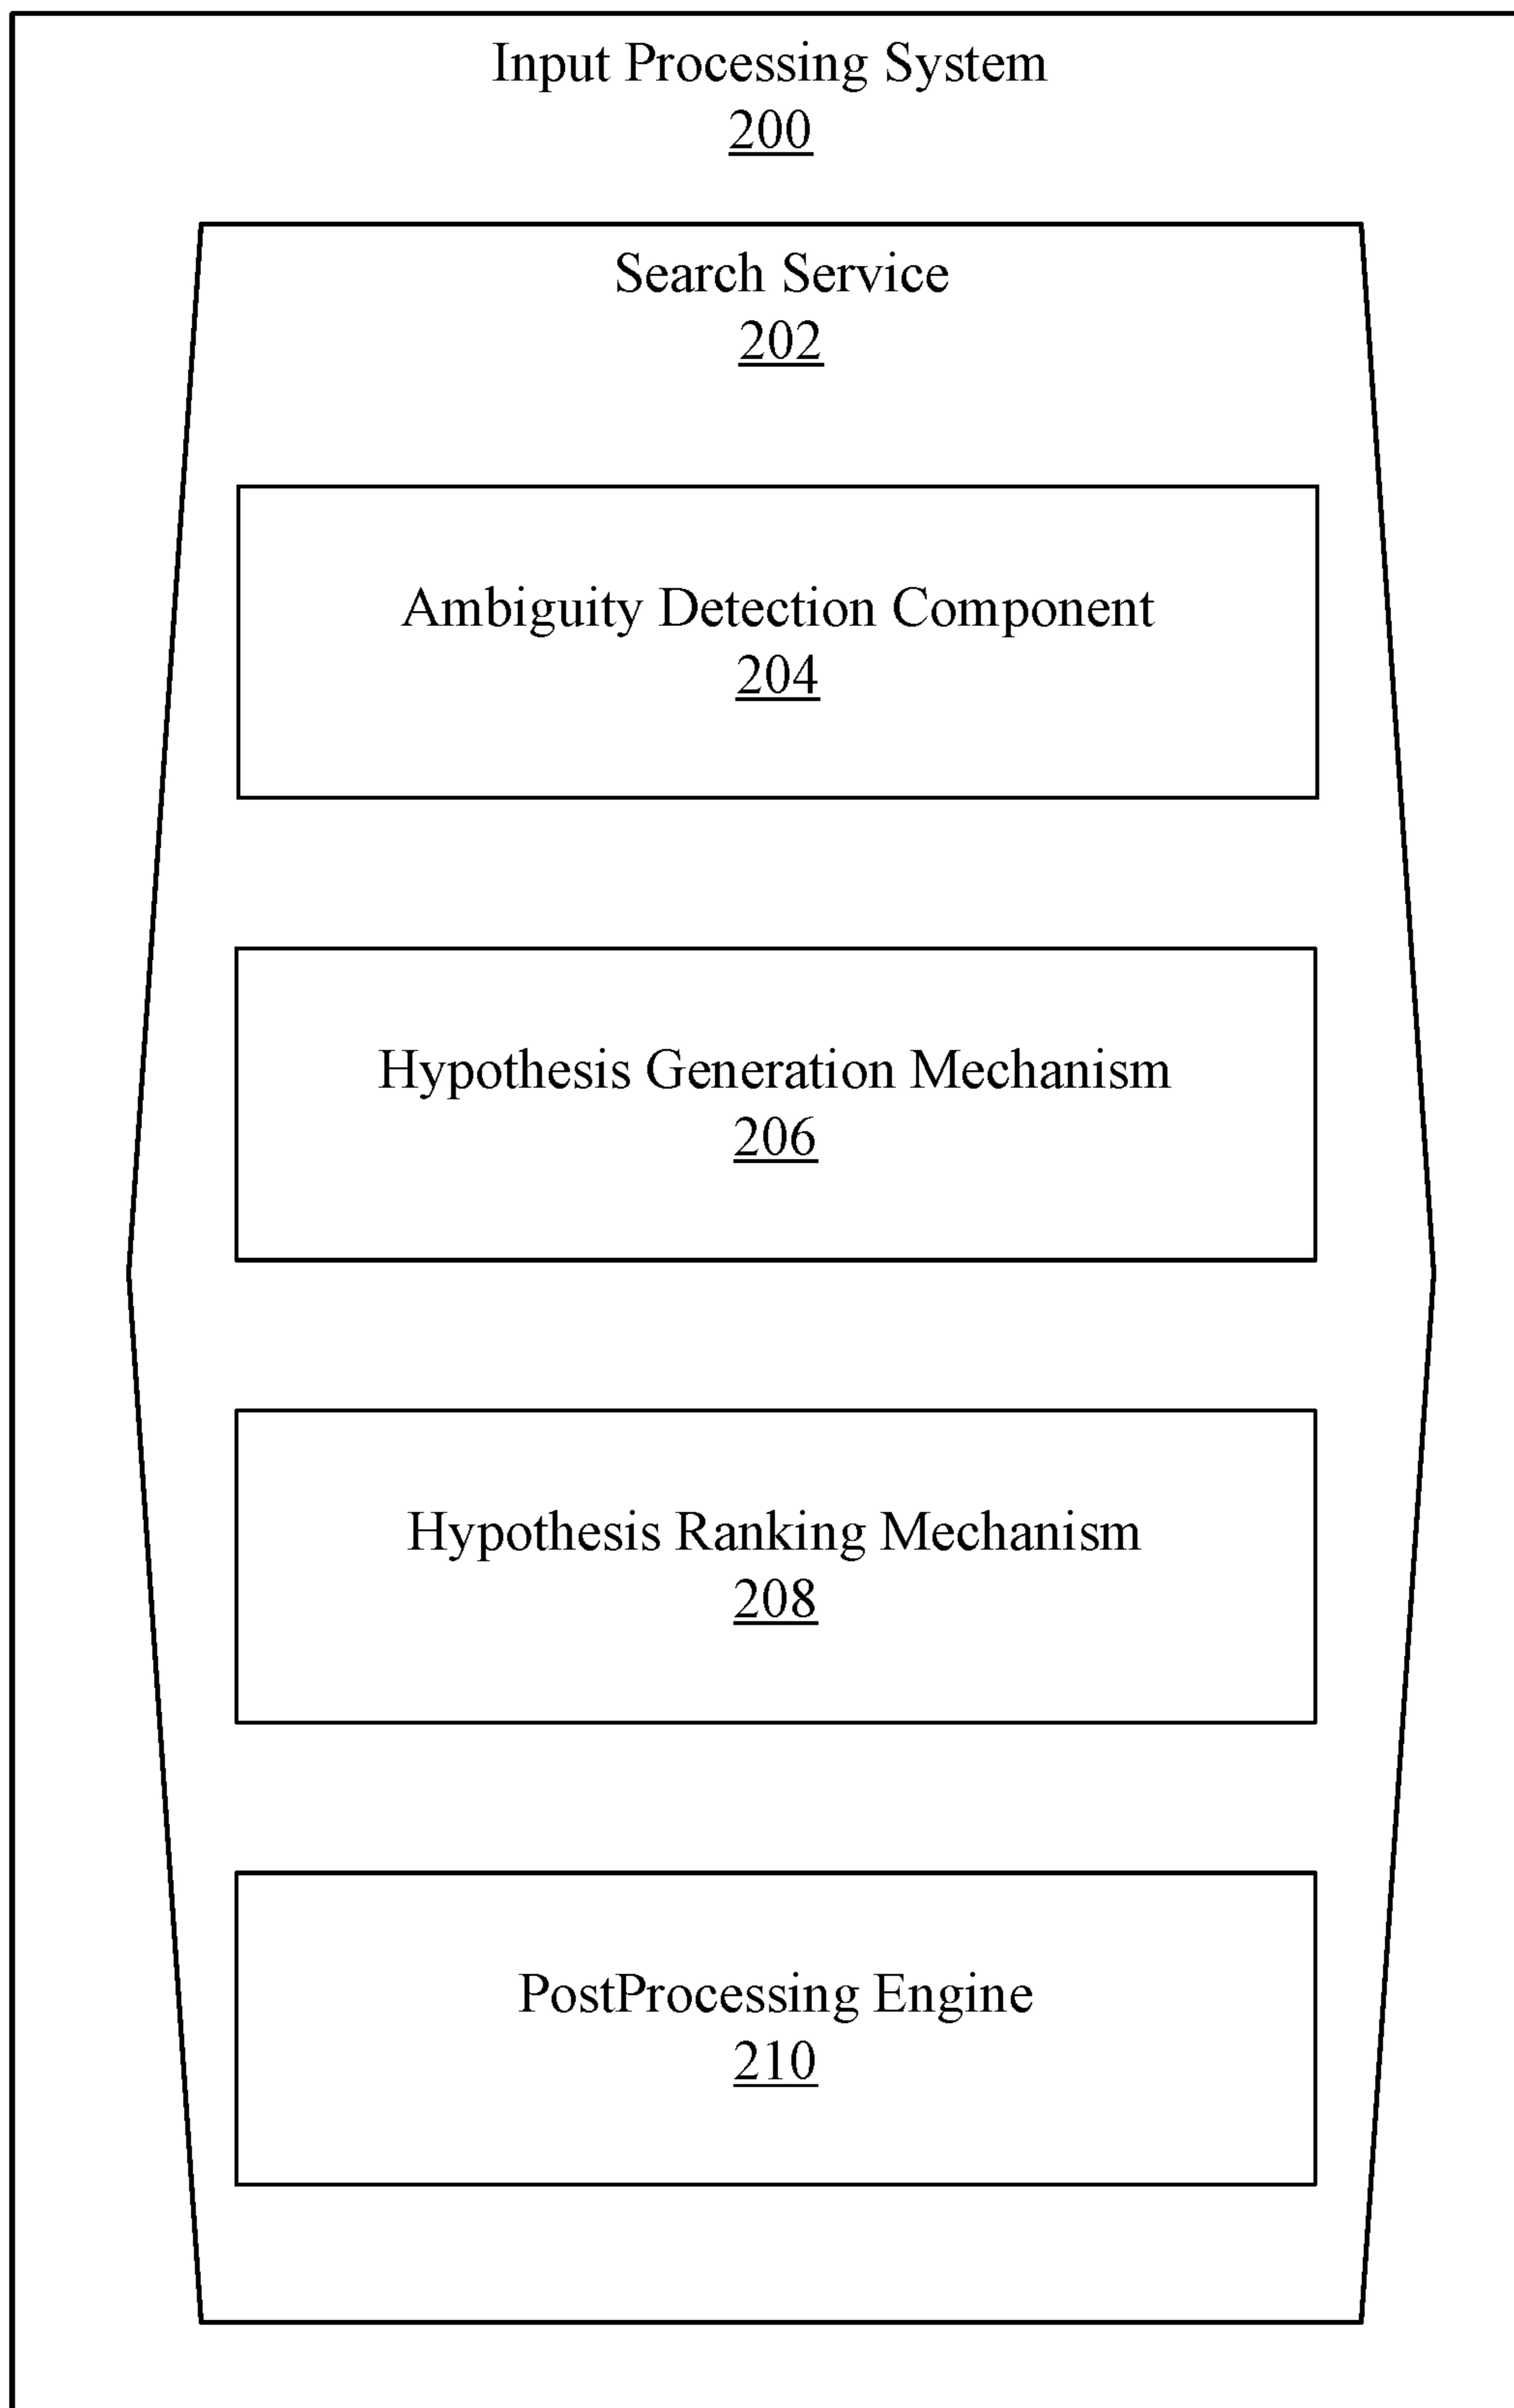 Input Processing System
200
Search Service
202
Ambiguity Detection Component
204
Hypothesis Generation Mechanism
206
Hypothesis Ranking Mechanism
208
PostProcessing Engine
210